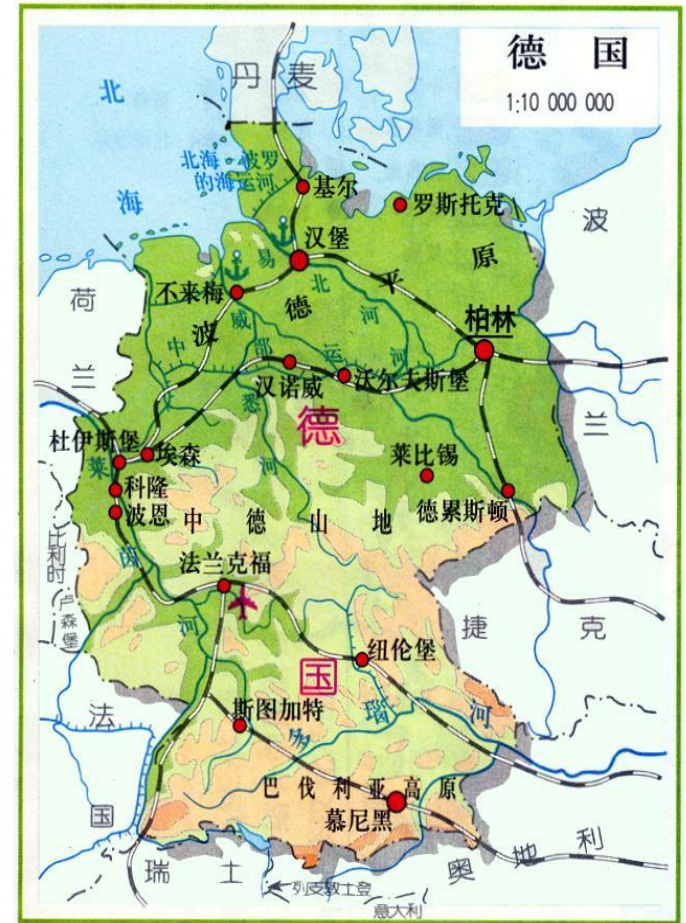 德 国
1:10 000 000
丹 麦
北
海
北海—波罗
的海运河
基尔
罗斯托克
波
兰
汉堡
易
北
河
不来梅
波 德 平 原
荷
兰
威
悉
河
中
部
运
河
柏林
汉诺威
沃尔夫斯堡
德
国
杜伊斯堡
埃森
莱
茵
河
莱比锡
德累斯顿
科隆
波恩
中 德 山 地
比利时
卢森堡
法兰克福
捷 克
纽伦堡
法
国
斯图加特
多 瑙 河
巴 伐 利 亚 高 原
慕尼黑
瑞 士
列支敦士登
奥 地 利
意大利